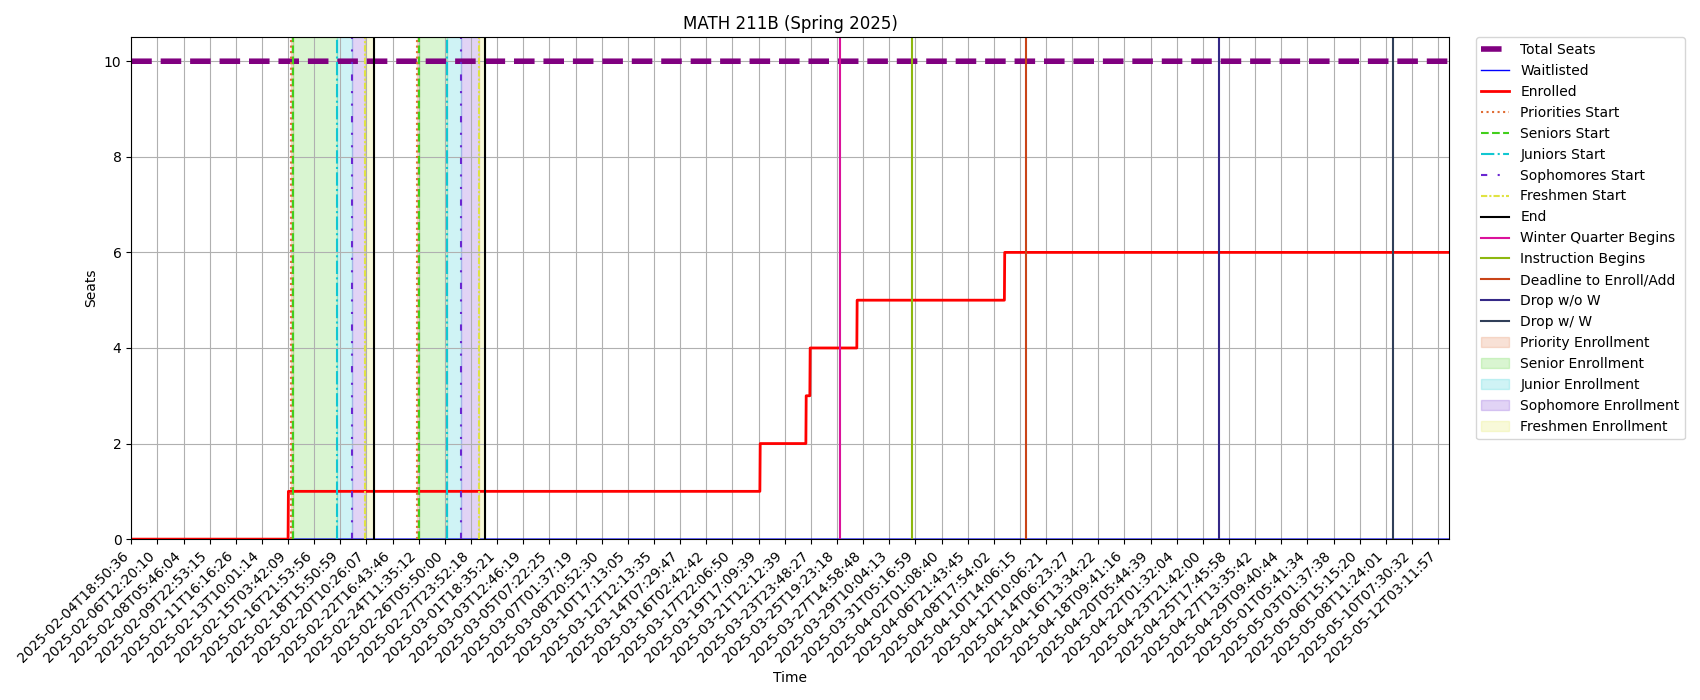 MATH 211B (Spring 2025)
10
8
6
4
2
0
Seats
2025-02-04T18:50:36
2025-02-06T12:20:10
2025-02-08T05:46:04
2025-02-09T22:53:15
2025-02-11T16:16:26
2025-02-13T10:01:14
2025-02-15T03:42:09
2025-02-16T21:53:56
2025-02-18T15:50:59
2025-02-20T10:26:07
2025-02-22T16:43:46
2025-02-24T11:35:12
2025-02-26T05:50:00
2025-02-27T23:52:18
2025-03-01T18:35:21
2025-03-03T12:46:19
2025-03-05T07:22:25
2025-03-07T01:37:19
2025-03-08T20:52:30
2025-03-10T17:13:05
2025-03-12T12:13:35
2025-03-14T07:29:47
2025-03-16T02:42:42
2025-03-17T22:06:50
2025-03-19T17:09:39
2025-03-21T12:12:39
2025-03-23T23:48:27
2025-03-25T19:23:18
2025-03-27T14:58:48
2025-03-29T10:04:13
2025-03-31T05:16:59
2025-04-02T01:08:40
2025-04-06T21:43:45
2025-04-08T17:54:02
2025-04-10T14:06:15
2025-04-12T10:06:21
2025-04-14T06:23:27
2025-04-16T13:34:22
2025-04-18T09:41:16
2025-04-20T05:44:39
2025-04-22T01:32:04
2025-04-23T21:42:00
2025-04-25T17:45:58
2025-04-27T13:35:42
2025-04-29T09:40:44
2025-05-01T05:41:34
2025-05-03T01:37:38
2025-05-06T15:15:20
2025-05-08T11:24:01
2025-05-10T07:30:32
2025-05-12T03:11:57
Time
Total Seats
Waitlisted
Enrolled
Priorities Start
Seniors Start
Juniors Start
Sophomores Start
Freshmen Start
End
Winter Quarter Begins
Instruction Begins
Deadline to Enroll/Add
Drop w/o W
Drop w/ W
Priority Enrollment
Senior Enrollment
Junior Enrollment
Sophomore Enrollment
Freshmen Enrollment